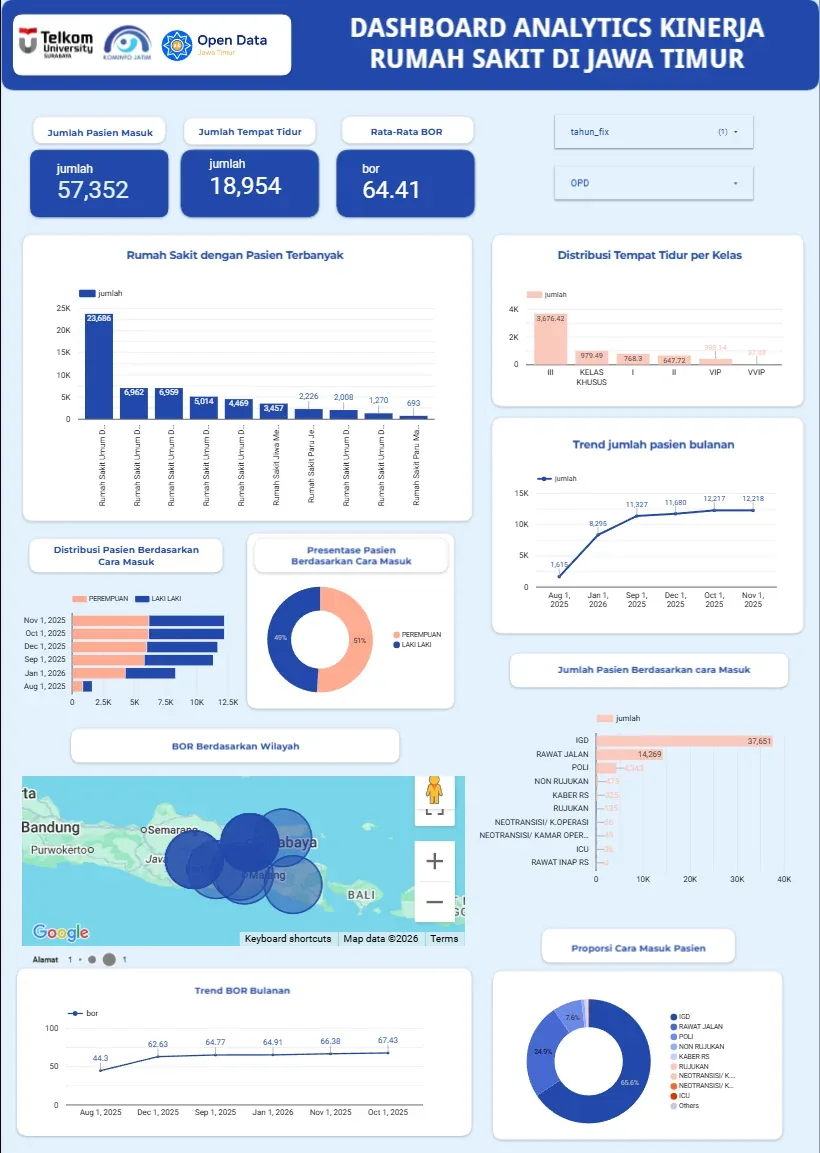 Telkom
University
SURABAYA
KOMINFO JATIM
Open Data
Jawa Timur
DASHBOARD ANALYTICS KINERJA
RUMAH SAKIT DI JAWA TIMUR
Jumlah Pasien Masuk
jumlah
57,352
Jumlah Tempat Tidur
jumlah
18,954
Rata-Rata BOR
bor
64.41
tahun_fix
(1)
OPD
Rumah Sakit dengan Pasien Terbanyak
jumlah
25K
20K
15K
10K
5K
0
23,686
6,962
6,959
5,014
4,469
3,457
2,226
2,008
1,270
693
Rumah Sakit Umum D...
Rumah Sakit Umum D...
Rumah Sakit Umum D...
Rumah Sakit Umum D...
Rumah Sakit Umum D...
Rumah Sakit Jiwa Me...
Rumah Sakit Paru Je...
Rumah Sakit Umum D...
Rumah Sakit Umum D...
Rumah Sakit Paru Ma...
Distribusi Tempat Tidur per Kelas
jumlah
4K
2K
0
3,676.42
979.49
768.3
647.72
III
KELAS
KHUSUS
I
II
VIP
VVIP
Trend jumlah pasien bulanan
jumlah
15K
10K
5K
0
1,615
8,295
11,327
11,680
12,217
12,218
Aug 1,
2025
Jan 1,
2026
Sep 1,
2025
Dec 1,
2025
Oct 1,
2025
Nov 1,
2025
Distribusi Pasien Berdasarkan
Cara Masuk
PEREMPUAN
LAKI LAKI
Nov 1, 2025
Oct 1, 2025
Dec 1, 2025
Sep 1, 2025
Jan 1, 2026
Aug 1, 2025
0
2.5K
5K
7.5K
10K
12.5K
Presentase Pasien
Berdasarkan Cara Masuk
49%
51%
PEREMPUAN
LAKI LAKI
Jumlah Pasien Berdasarkan cara Masuk
jumlah
IGD
37,651
RAWAT JALAN
14,269
POLI
NON RUJUKAN
KABER RS
RUJUKAN
NEOTRANSISI/ K.OPERASI
NEOTRANSISI/ KAMAR OPER...
ICU
RAWAT INAP RS
0
10K
20K
30K
40K
BOR Berdasarkan Wilayah
Bandung
Purwokerto
Semarang
Java
Malang
BALI
Google
Keyboard shortcuts
Map data ©2026
Terms
Alamat
1
1
Trend BOR Bulanan
bor
100
50
0
44.3
62.63
64.77
64.91
66.38
67.43
Aug 1, 2025
Dec 1, 2025
Sep 1, 2025
Jan 1, 2026
Nov 1, 2025
Oct 1, 2025
Proporsi Cara Masuk Pasien
7.6%
24.9%
65.6%
IGD
RAWAT JALAN
POLI
NON RUJUKAN
KABER RS
RUJUKAN
NEOTRANSISI/ K...
NEOTRANSISI/ K...
ICU
Others